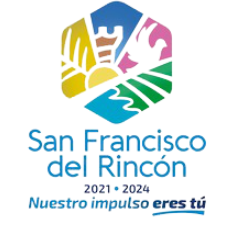 San Francisco
del Rincón
2021 • 2024
Nuestro impulso eres tú